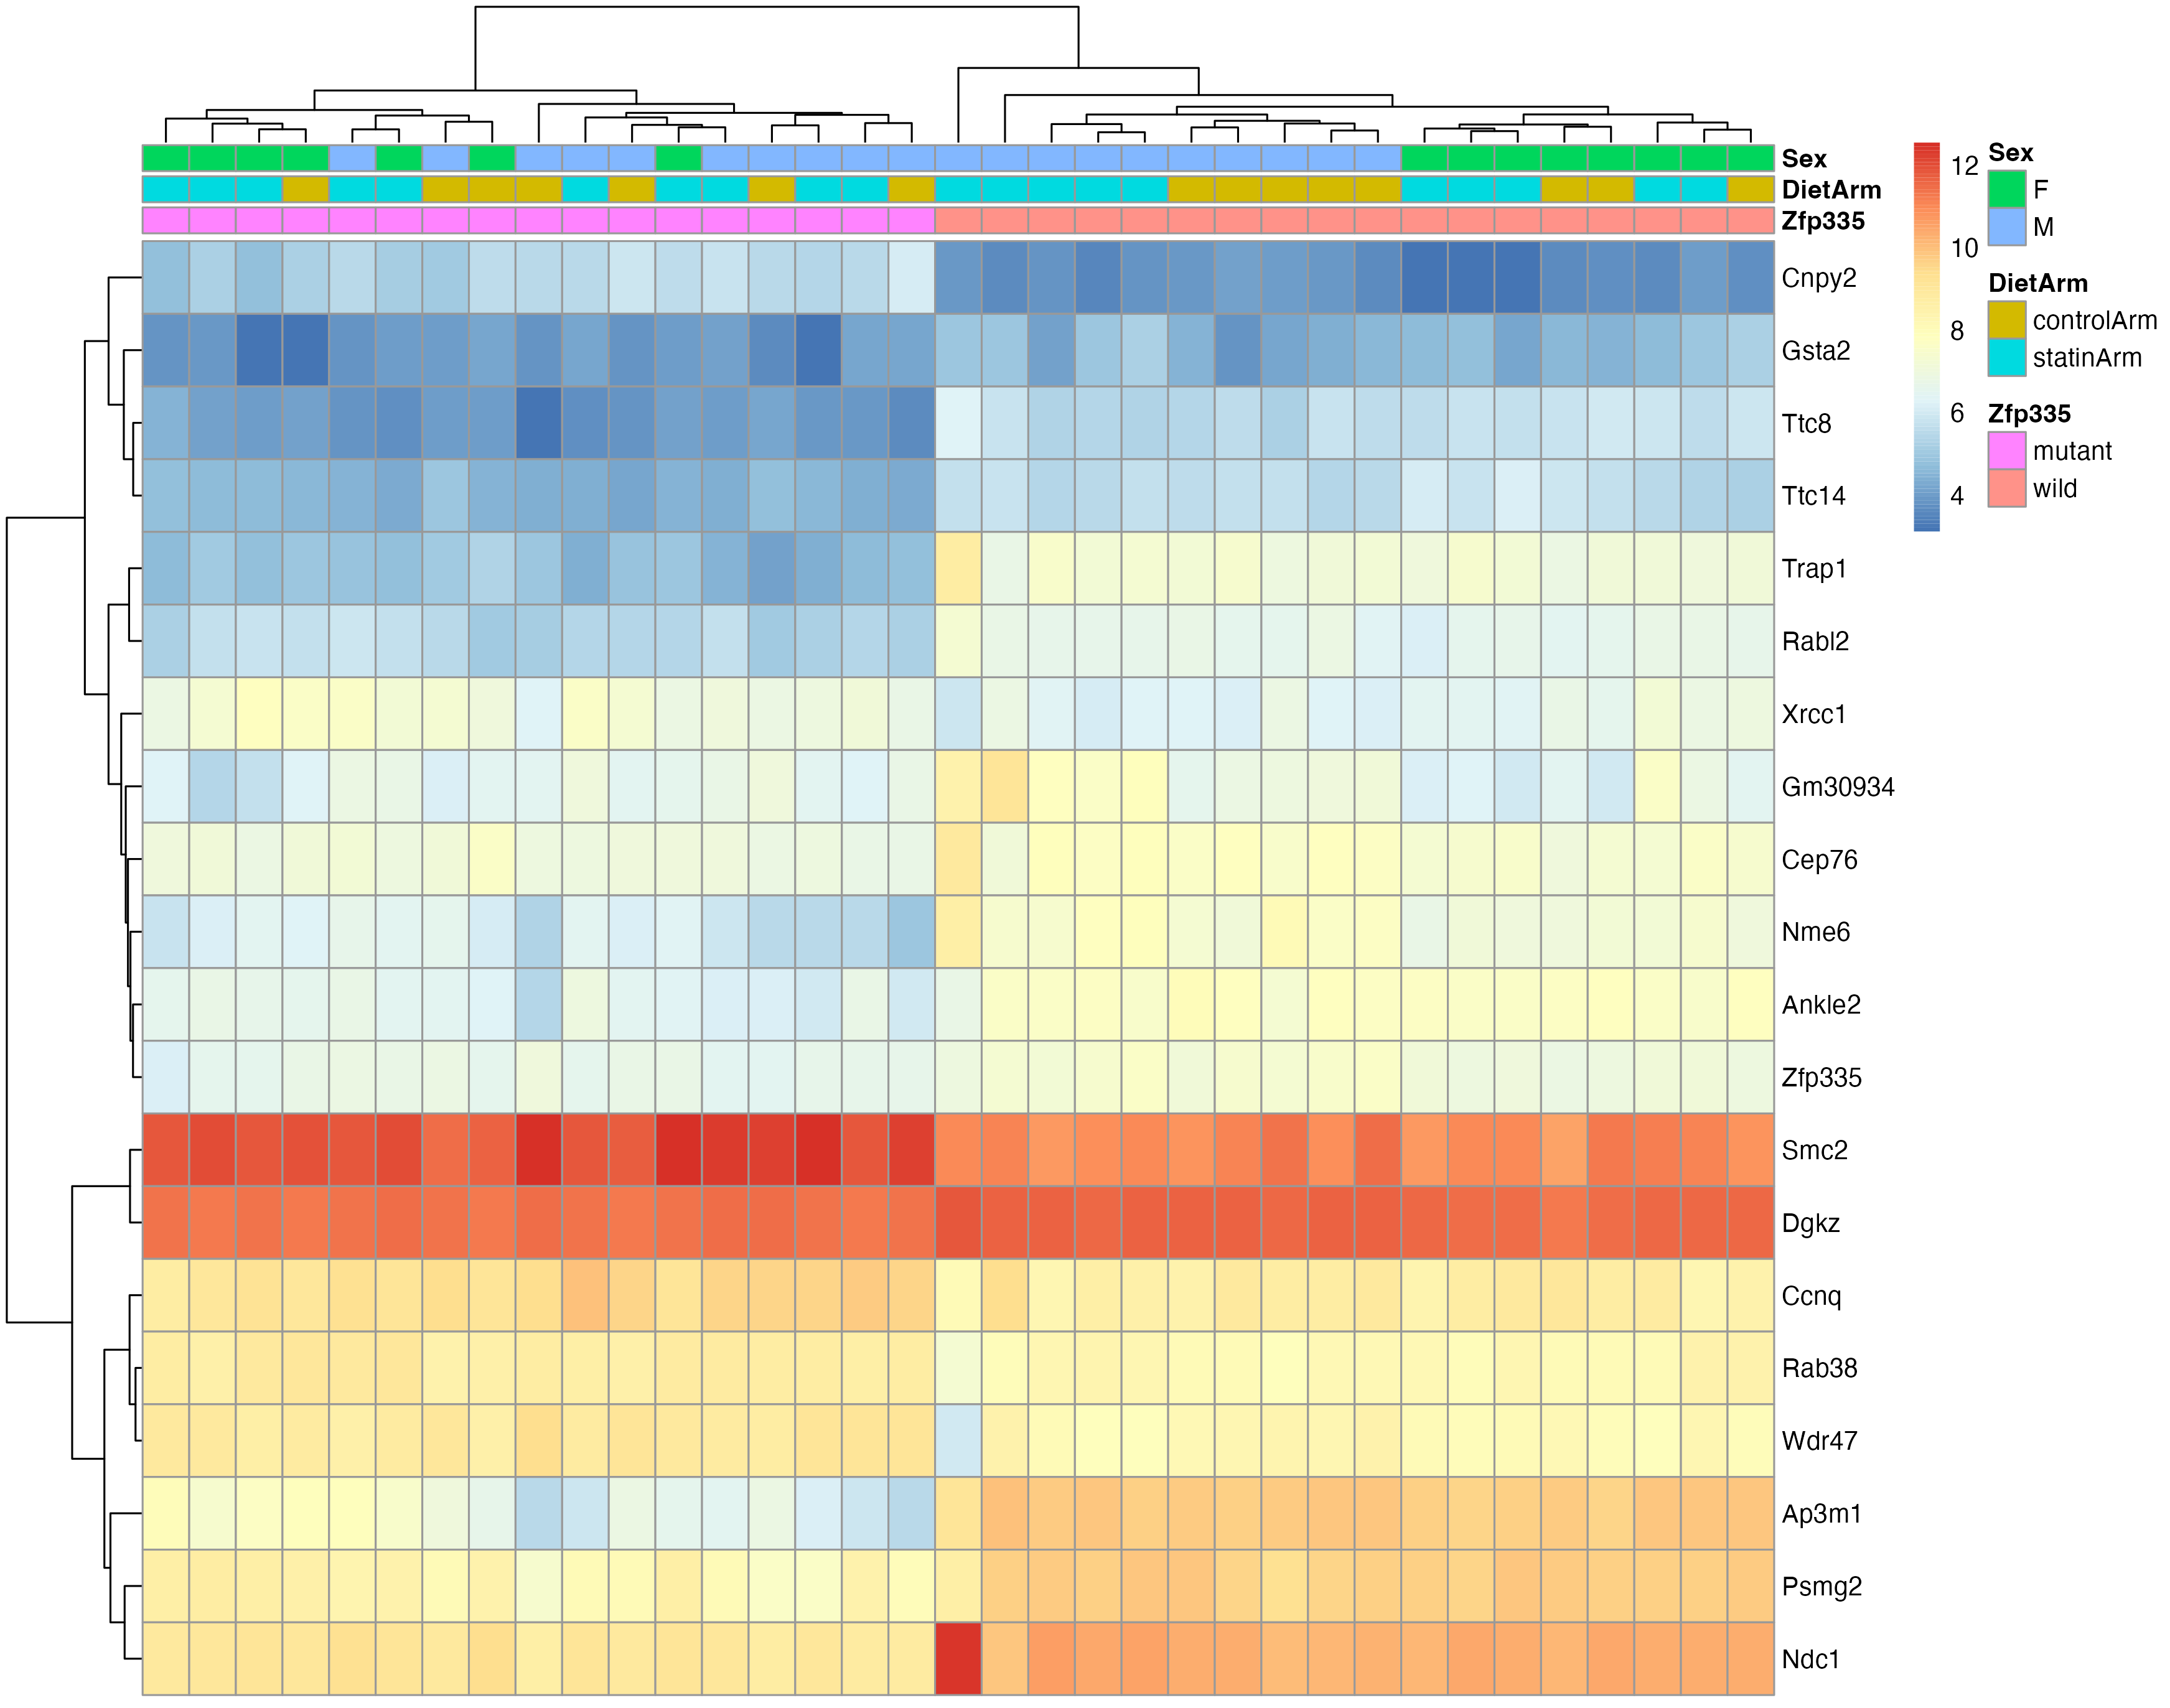 Sex
DietArm
Zfp335
Cnpy2
Gsta2
Ttc8
Ttc14
Trap1
Rabl2
Xrcc1
Gm30934
Cep76
Nme6
Ankle2
Zfp335
Smc2
Dgkz
Ccnq
Rab38
Wdr47
Ap3m1
Psmg2
Ndc1
12
10
8
6
4
Sex
F
M
DietArm
controlArm
statinArm
Zfp335
mutant
wild